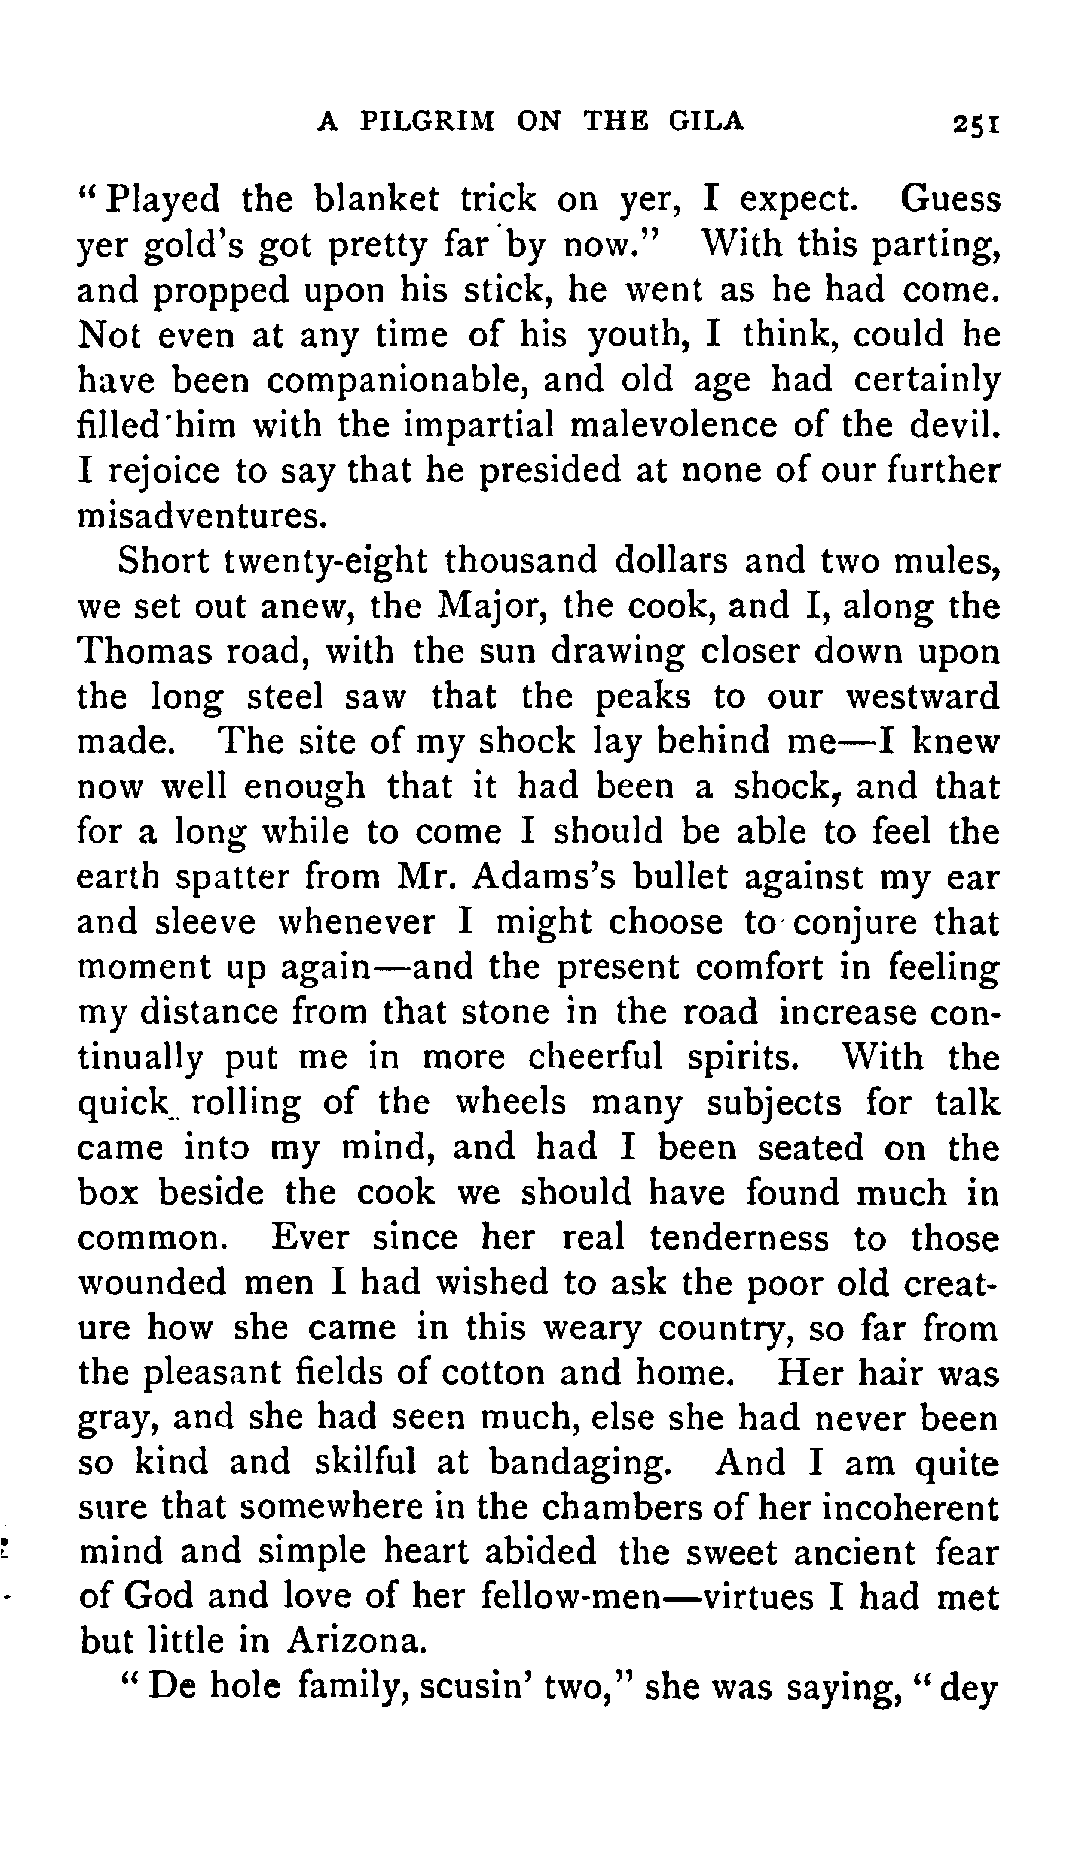 A PILGRIM ON THE GILA 251
“Played the blanket trick on yer, I expect. Guess
yer gold’s got pretty far by now.” With this parting,
and propped upon his stick, he went as he had come.
Not even at any time of his youth, I think, could he
have been companionable, and old age had certainly
filled him with the impartial malevolence of the devil.
I rejoice to say that he presided at none of our further
misadventures.
Short twenty-eight thousand dollars and two mules,
we set out anew, the Major, the cook, and I, along the
Thomas road, with the sun drawing closer down upon
the long steel saw that the peaks to our westward
made. The site of my shock lay behind me—I knew
now well enough that it had been a shock, and that
for a long while to come I should be able to feel the
earth spatter from Mr. Adams’s bullet against my ear
and sleeve whenever I might choose to conjure that
moment up again—and the present comfort in feeling
my distance from that stone in the road increase con-
tinually put me in more cheerful spirits. With the
quick rolling of the wheels many subjects for talk
came into my mind, and had I been seated on the
box beside the cook we should have found much in
common. Ever since her real tenderness to those
wounded men I had wished to ask the poor old creat-
ure how she came in this weary country, so far from
the pleasant fields of cotton and home. Her hair was
gray, and she had seen much, else she had never been
so kind and skilful at bandaging. And I am quite
sure that somewhere in the chambers of her incoherent
mind and simple heart abided the sweet ancient fear
of God and love of her fellow-men—virtues I had met
but little in Arizona.
“De hole family, scusin’ two,” she was saying, “dey